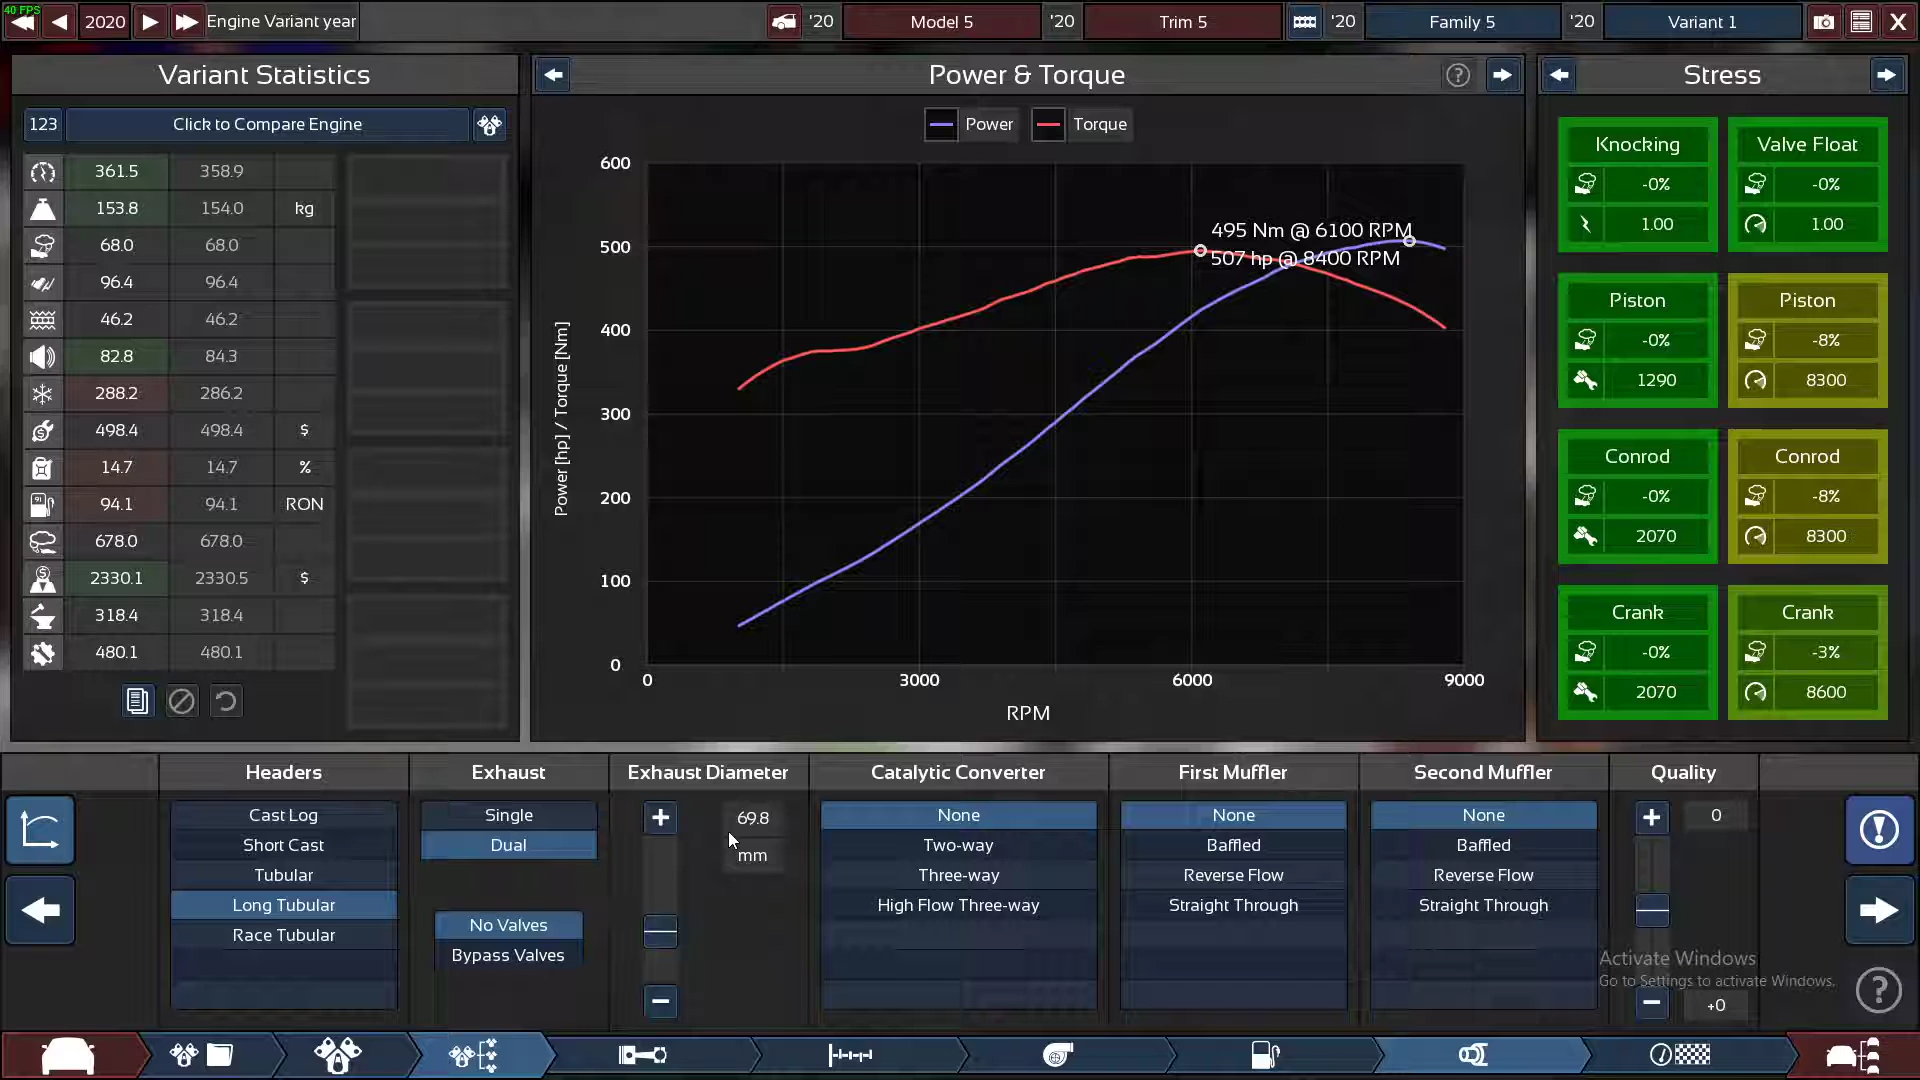 40 FPS
2020
Engine Variant year
'20
Model 5
'20
Trim 5
'20
Family 5
'20
Variant 1
X
Variant Statistics
123
Click to Compare Engine
361.5 358.9
153.8 154.0 kg
68.0 68.0
96.4 96.4
46.2 46.2
82.8 84.3
288.2 286.2
498.4 498.4 $
14.7 14.7 %
94.1 94.1 RON
678.0 678.0
2330.1 2330.5 $
318.4 318.4
480.1 480.1
Power & Torque
?
Power
Torque
600
500
400
300
200
100
0
Power [hp] / Torque [Nm]
495 Nm @ 6100 RPM
507 hp @ 8400 RPM
0 3000 6000 9000
RPM
Stress
Knocking
-0%
1.00
Valve Float
-0%
1.00
Piston
-0%
1290
Piston
-8%
8300
Conrod
-0%
2070
Conrod
-8%
8300
Crank
-0%
2070
Crank
-3%
8600
Headers
Cast Log
Short Cast
Tubular
Long Tubular
Race Tubular
Exhaust
Single
Dual
No Valves
Bypass Valves
Exhaust Diameter
+
69.8
mm
-
Catalytic Converter
None
Two-way
Three-way
High Flow Three-way
First Muffler
None
Baffled
Reverse Flow
Straight Through
Second Muffler
None
Baffled
Reverse Flow
Straight Through
Quality
+
0
-
+0
Activate Windows
Go to Settings to activate Windows.
?